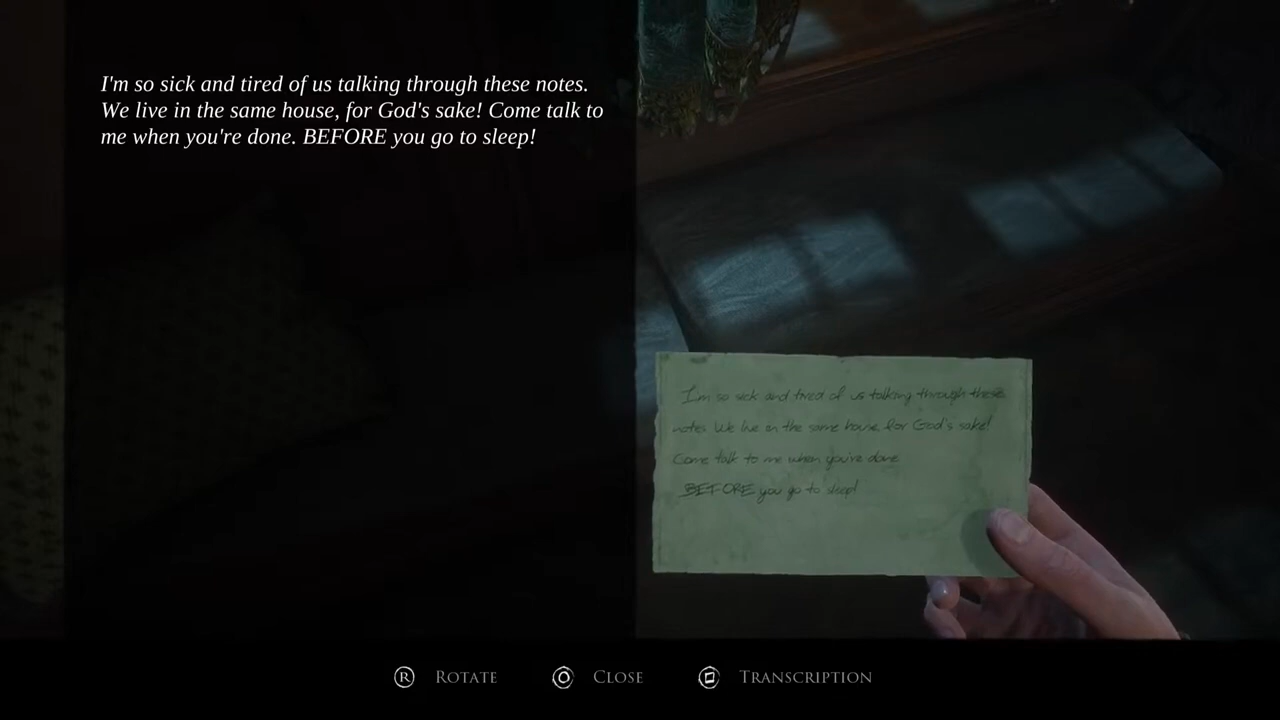 I'm so sick and tired of us talking through these notes.
We live in the same house, for God's sake! Come talk to
me when you're done. BEFORE you go to sleep!
I'm so sick and tired of us talking through these
notes. We live in the same house, for God's sake!
Come talk to me when you're done
BEFORE you go to sleep!
R ROTATE CLOSE TRANSCRIPTION